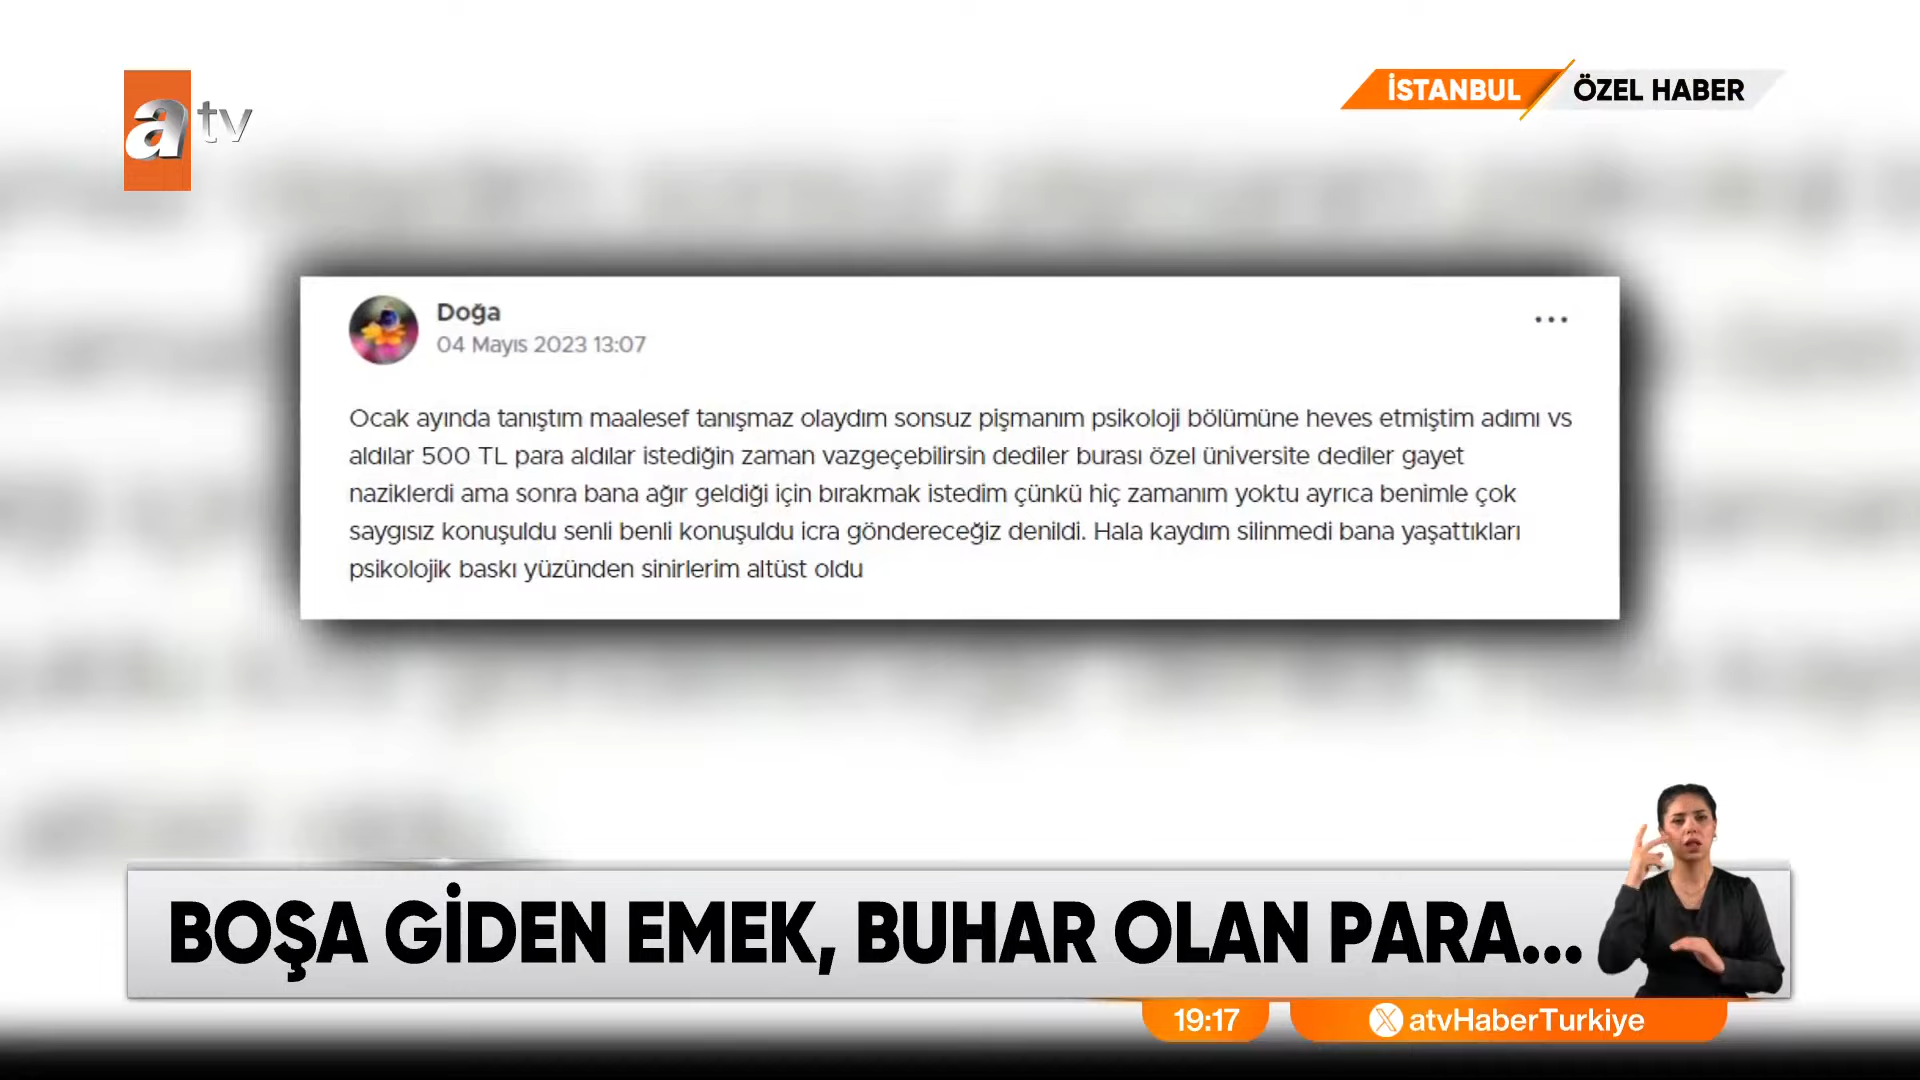 a tv
İSTANBUL
ÖZEL HABER
Doğa
04 Mayıs 2023 13:07
Ocak ayında tanıştım maalesef tanışmaz olaydım sonsuz pişmanım psikoloji bölümüne heves etmiştim adımı vs
aldılar 500 TL para aldılar istediğin zaman vazgeçebilirsin dediler burası özel üniversite dediler gayet
naziklerdi ama sonra bana ağır geldiği için bırakmak istedim çünkü hiç zamanım yoktu ayrıca benimle çok
saygısız konuşuldu senli benli konuşuldu icra göndereceğiz denildi. Hala kaydım silinmedi bana yaşattıkları
psikolojik baskı yüzünden sinirlerim altüst oldu
BOŞA GİDEN EMEK, BUHAR OLAN PARA...
19:17
X atvHaberTurkiye